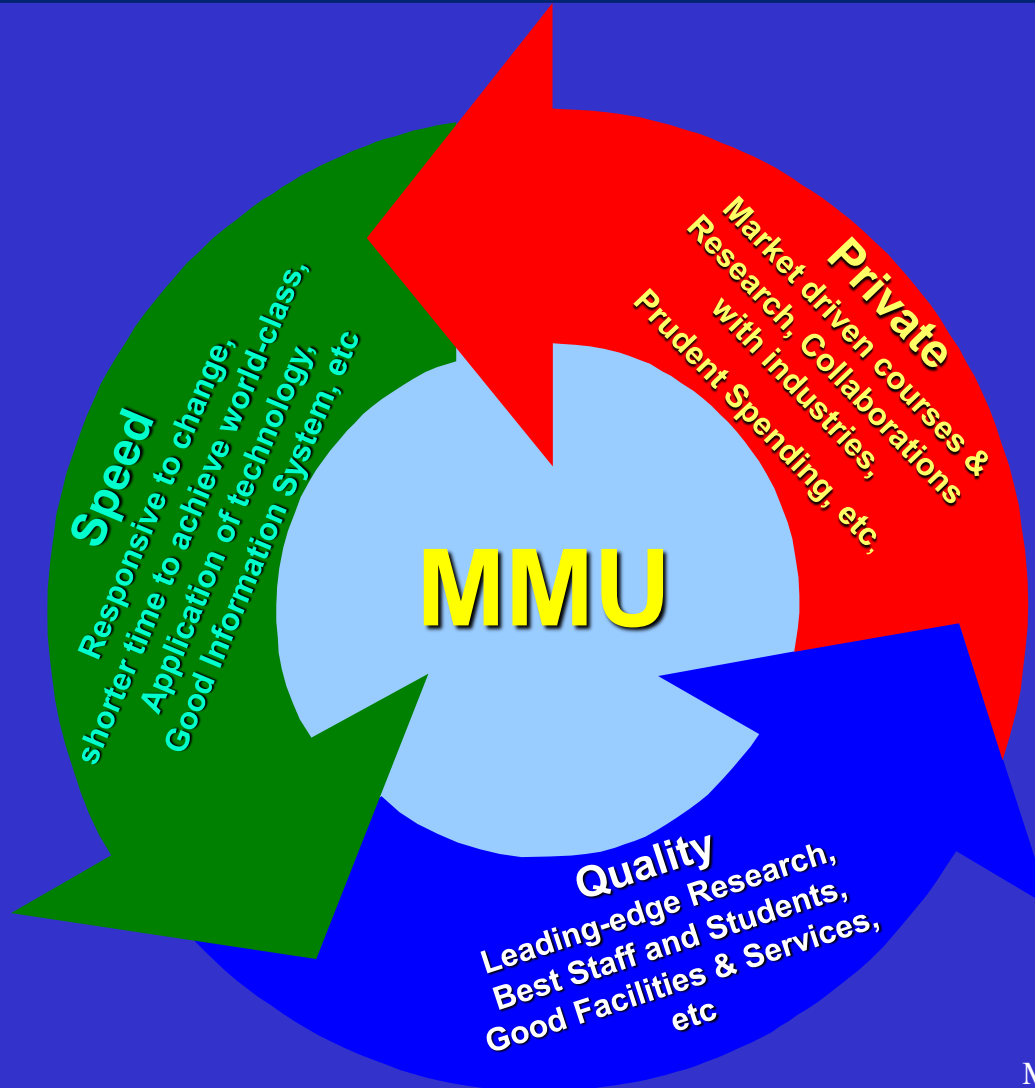 Private
Market driven courses &
Research, Collaborations
with industries,
Prudent Spending, etc,
Speed
Responsive to change,
shorter time to achieve world-class,
Application of technology,
Good Information System, etc
MMU
Quality
Leading-edge Research,
Best Staff and Students,
Good Facilities & Services,
etc